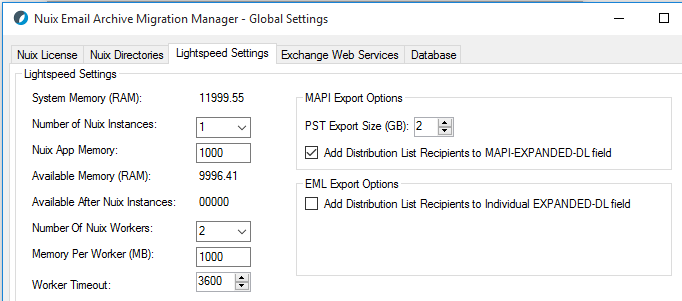 Nuix Email Archive Migration Manager - Global Settings
Nuix License
Nuix Directories
Lightspeed Settings
Exchange Web Services
Database
Lightspeed Settings
System Memory (RAM): 11999.55
Number of Nuix Instances: 1
Nuix App Memory: 1000
Available Memory (RAM): 9996.41
Available After Nuix Instances: 00000
Number Of Nuix Workers: 2
Memory Per Worker (MB): 1000
Worker Timeout: 3600
MAPI Export Options
PST Export Size (GB): 2
Add Distribution List Recipients to MAPI-EXPANDED-DL field
EML Export Options
Add Distribution List Recipients to Individual EXPANDED-DL field